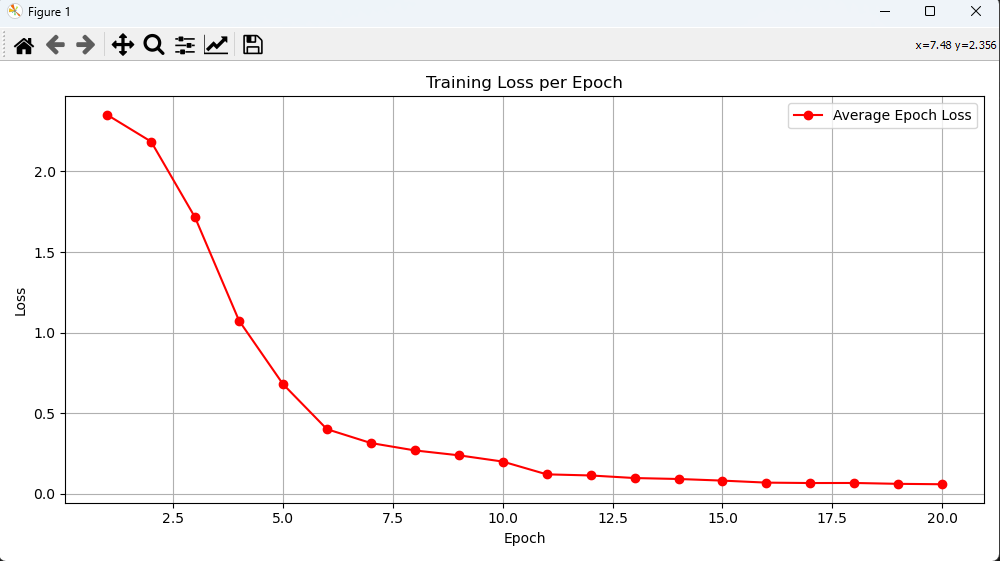 Figure 1
x=7.48 y=2.356
Training Loss per Epoch
Average Epoch Loss
2.0
1.5
1.0
0.5
0.0
Loss
2.5 5.0 7.5 10.0 12.5 15.0 17.5 20.0
Epoch